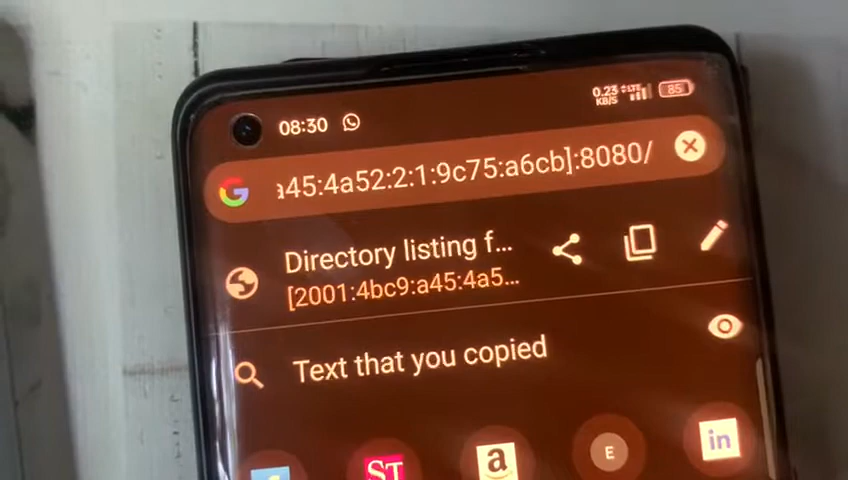 08:30
0.23 KB/S LTE 85
a45:4a52:2:1:9c75:a6cb]:8080/
Directory listing f...
[2001:4bc9:a45:4a5...
Text that you copied
ST
a
E
in